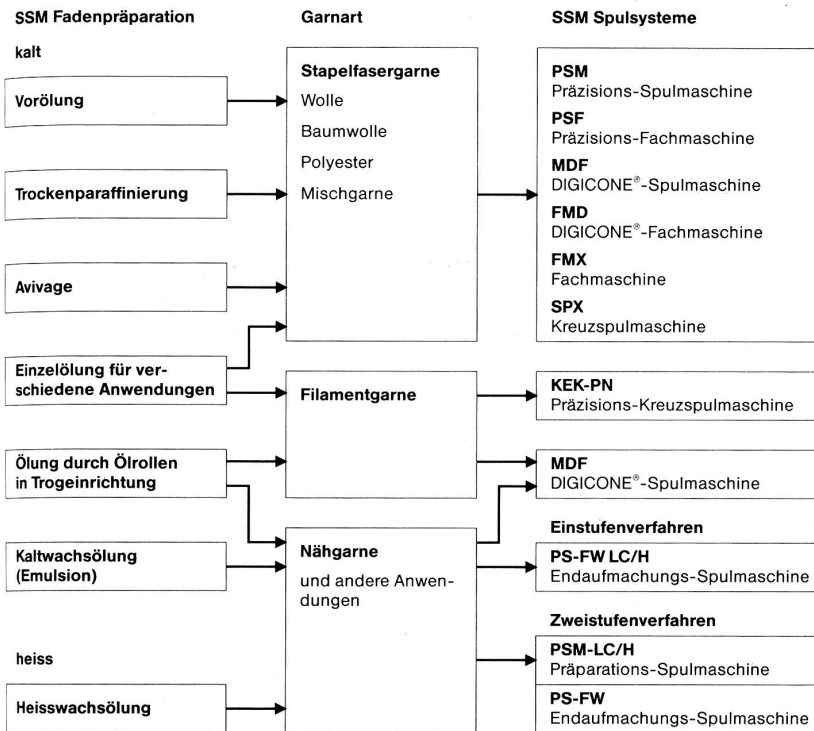 SSM Fadenpräparation
kalt
Vorölung
Trockenparaffinierung
Avivage
Einzelölung für ver-
schiedene Anwendungen
Ölung durch Ölrollen
in Trogeinrichtung
Kaltwachsölung
(Emulsion)
heiss
Heisswachsölung
Garnart
Stapelfasergarne
Wolle
Baumwolle
Polyester
Mischgarne
Filamentgarne
Nähgarne
und andere Anwen-
dungen
SSM Spulsysteme
PSM
Präzisions-Spulmaschine
PSF
Präzisions-Fachmaschine
MDF
DIGICONE®-Spulmaschine
FMD
DIGICONE®-Fachmaschine
FMX
Fachmaschine
SPX
Kreuzspulmaschine
KEK-PN
Präzisions-Kreuzspulmaschine
MDF
DIGICONE®-Spulmaschine
Einstufenverfahren
PS-FW LC/H
Endaufmachungs-Spulmaschine
Zweistufenverfahren
PSM-LC/H
Präparations-Spulmaschine
PS-FW
Endaufmachungs-Spulmaschine